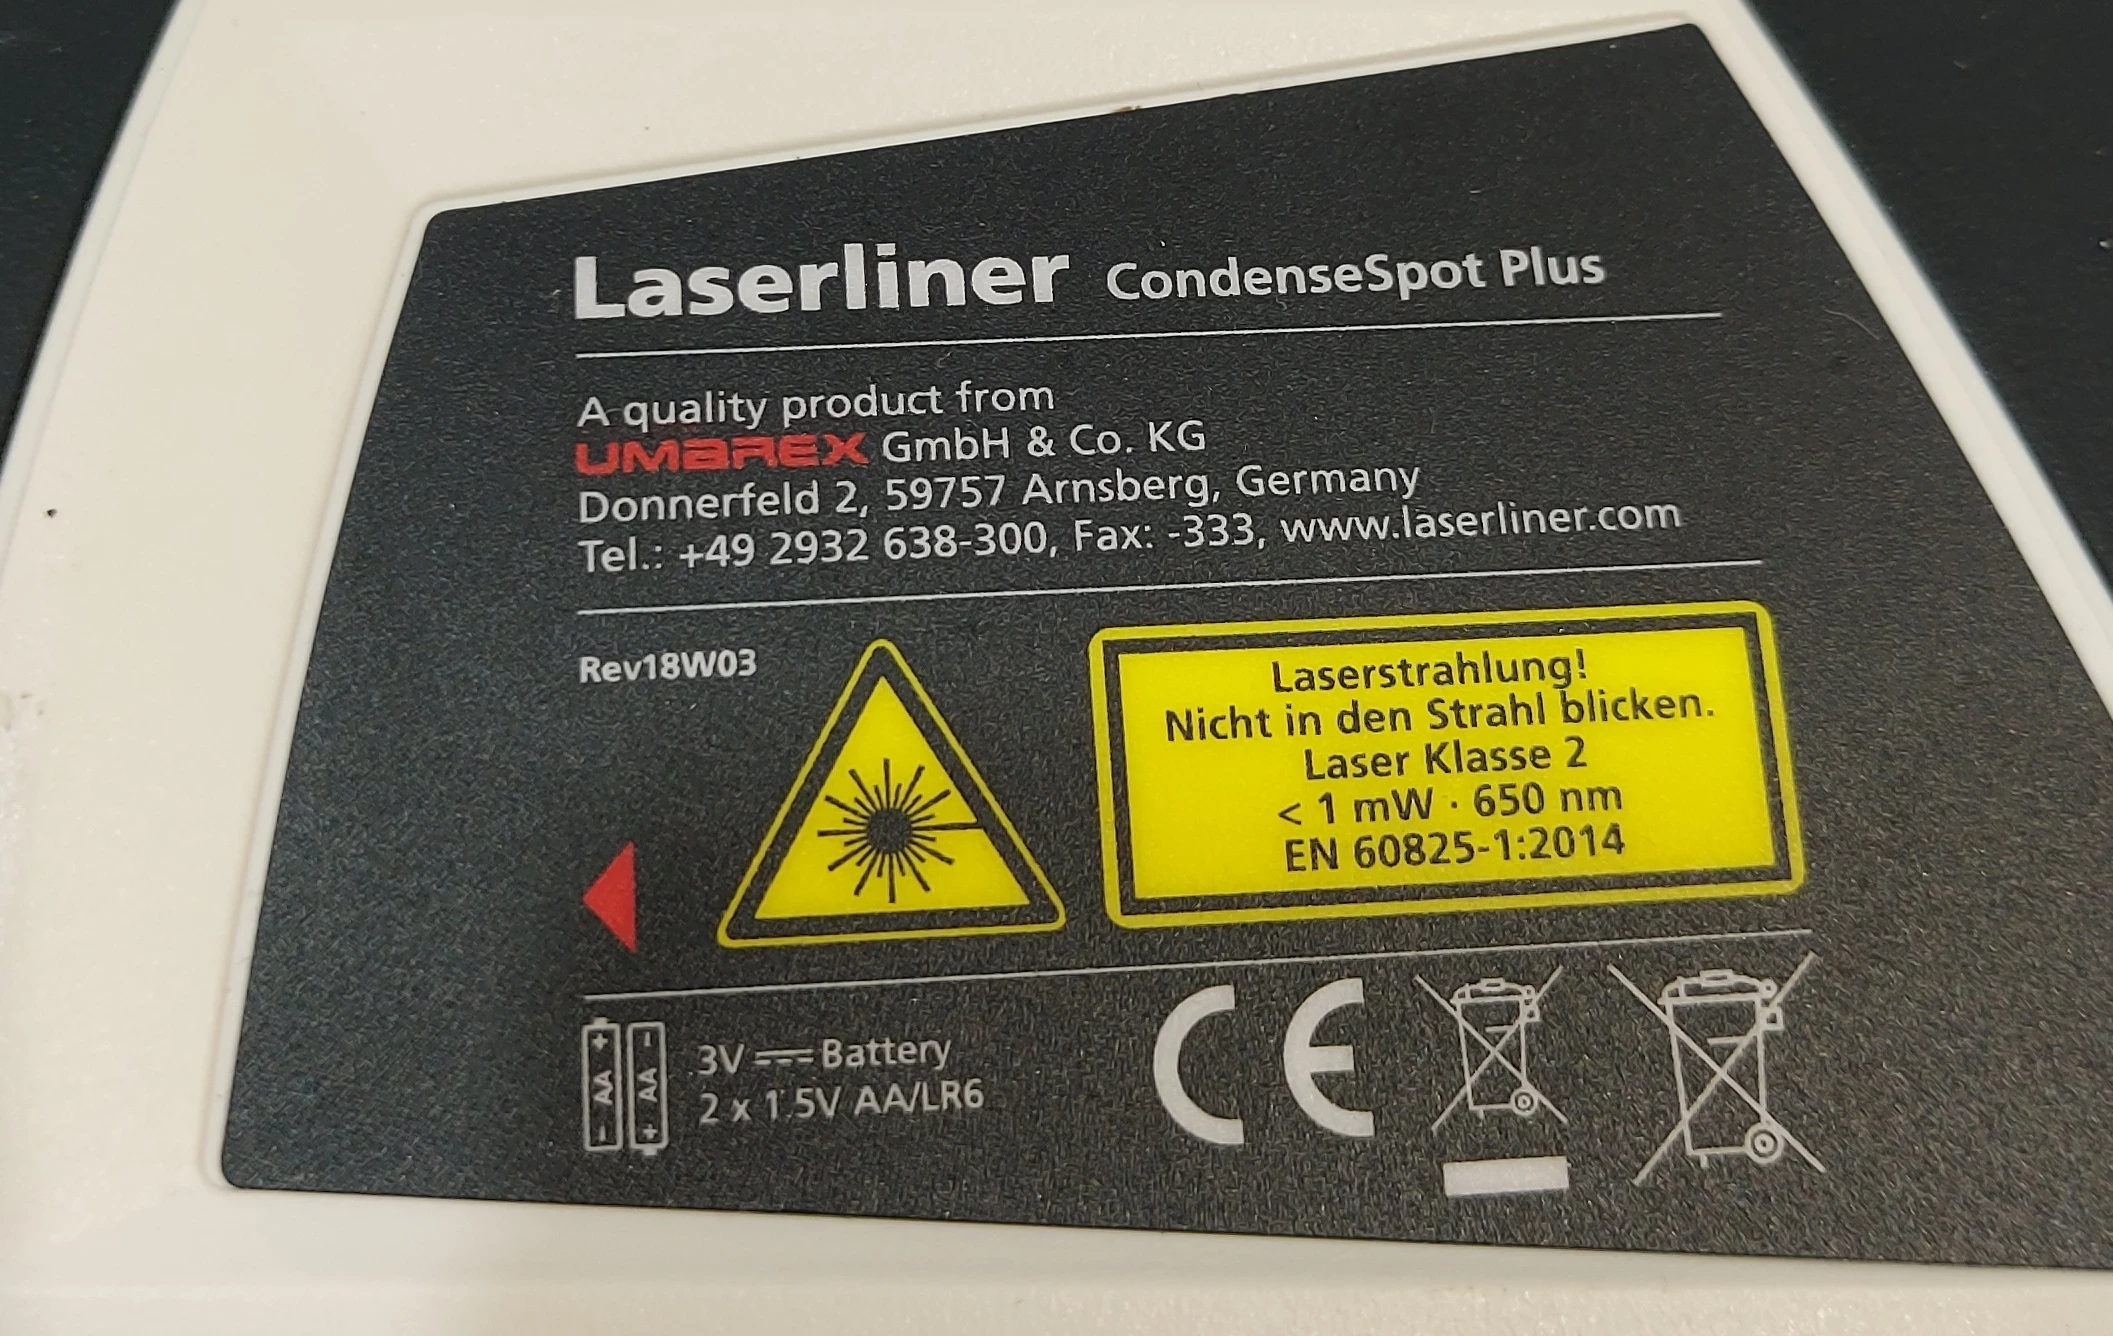 Laserliner CondenseSpot Plus
A quality product from
UMAREX GmbH & Co. KG
Donnerfeld 2, 59757 Arnsberg, Germany
Tel.: +49 2932 638-300, Fax: -333, www.laserliner.com
Rev18W03
Laserstrahlung!
Nicht in den Strahl blicken.
Laser Klasse 2
< 1 mW · 650 nm
EN 60825-1:2014
+ AA −
− AA +
3V ⎓ Battery
2 x 1.5V AA/LR6
CE